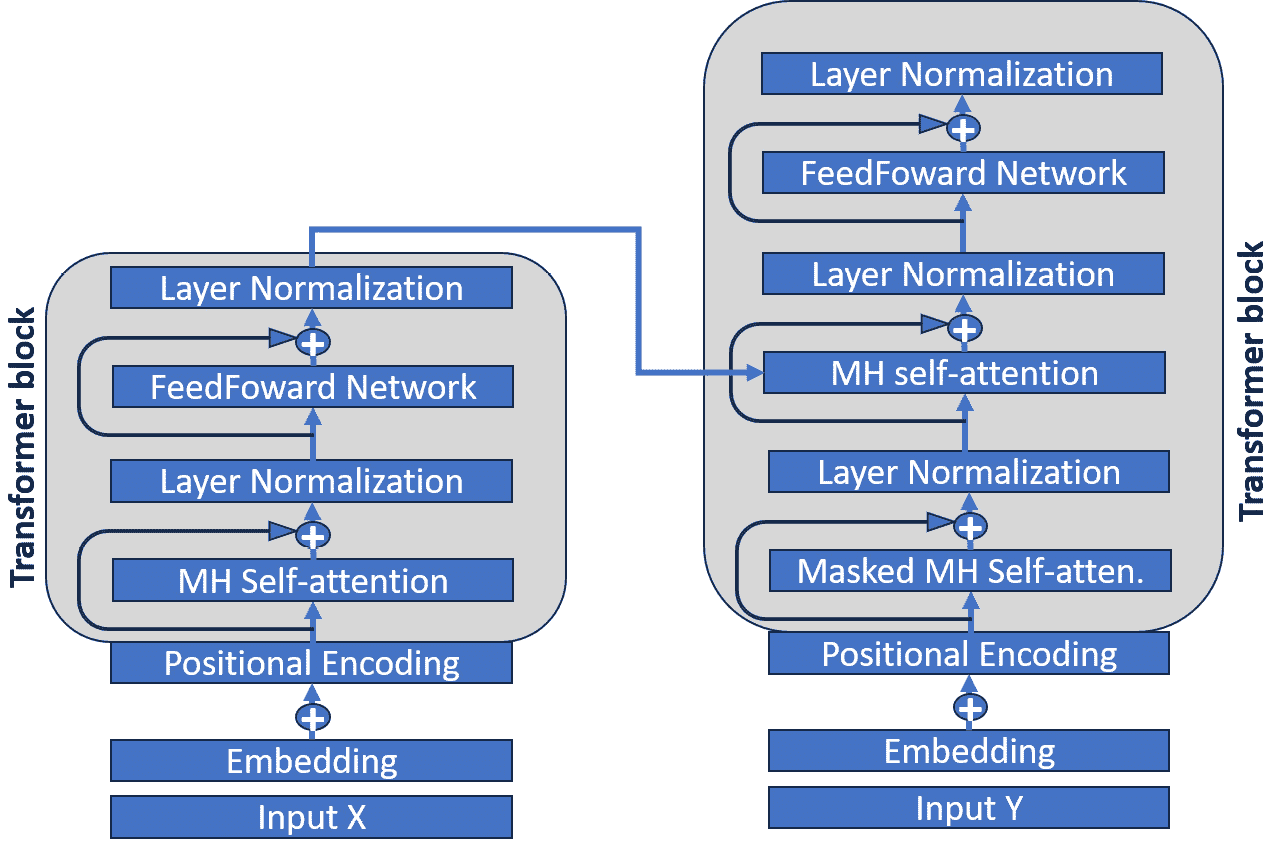 Transformer block
Layer Normalization
FeedFoward Network
Layer Normalization
MH Self-attention
Positional Encoding
Embedding
Input X
Layer Normalization
FeedFoward Network
Layer Normalization
MH self-attention
Layer Normalization
Masked MH Self-atten.
Positional Encoding
Embedding
Input Y
Transformer block